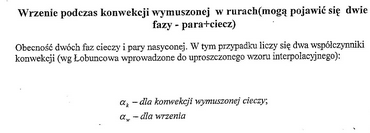 Wrzenie podczas konwekcji wymuszonej w rurach(mogą pojawić się dwie
fazy - para+ciecz)
Obecność dwóch faz cieczy i pary nasyconej. W tym przypadku liczy się dwa współczynniki
konwekcji (wg Łobuncowa wprowadzone do uproszczonego wzoru interpolacyjnego):
α_k – dla konwekcji wymuszonej cieczy;
α_w – dla wrzenia